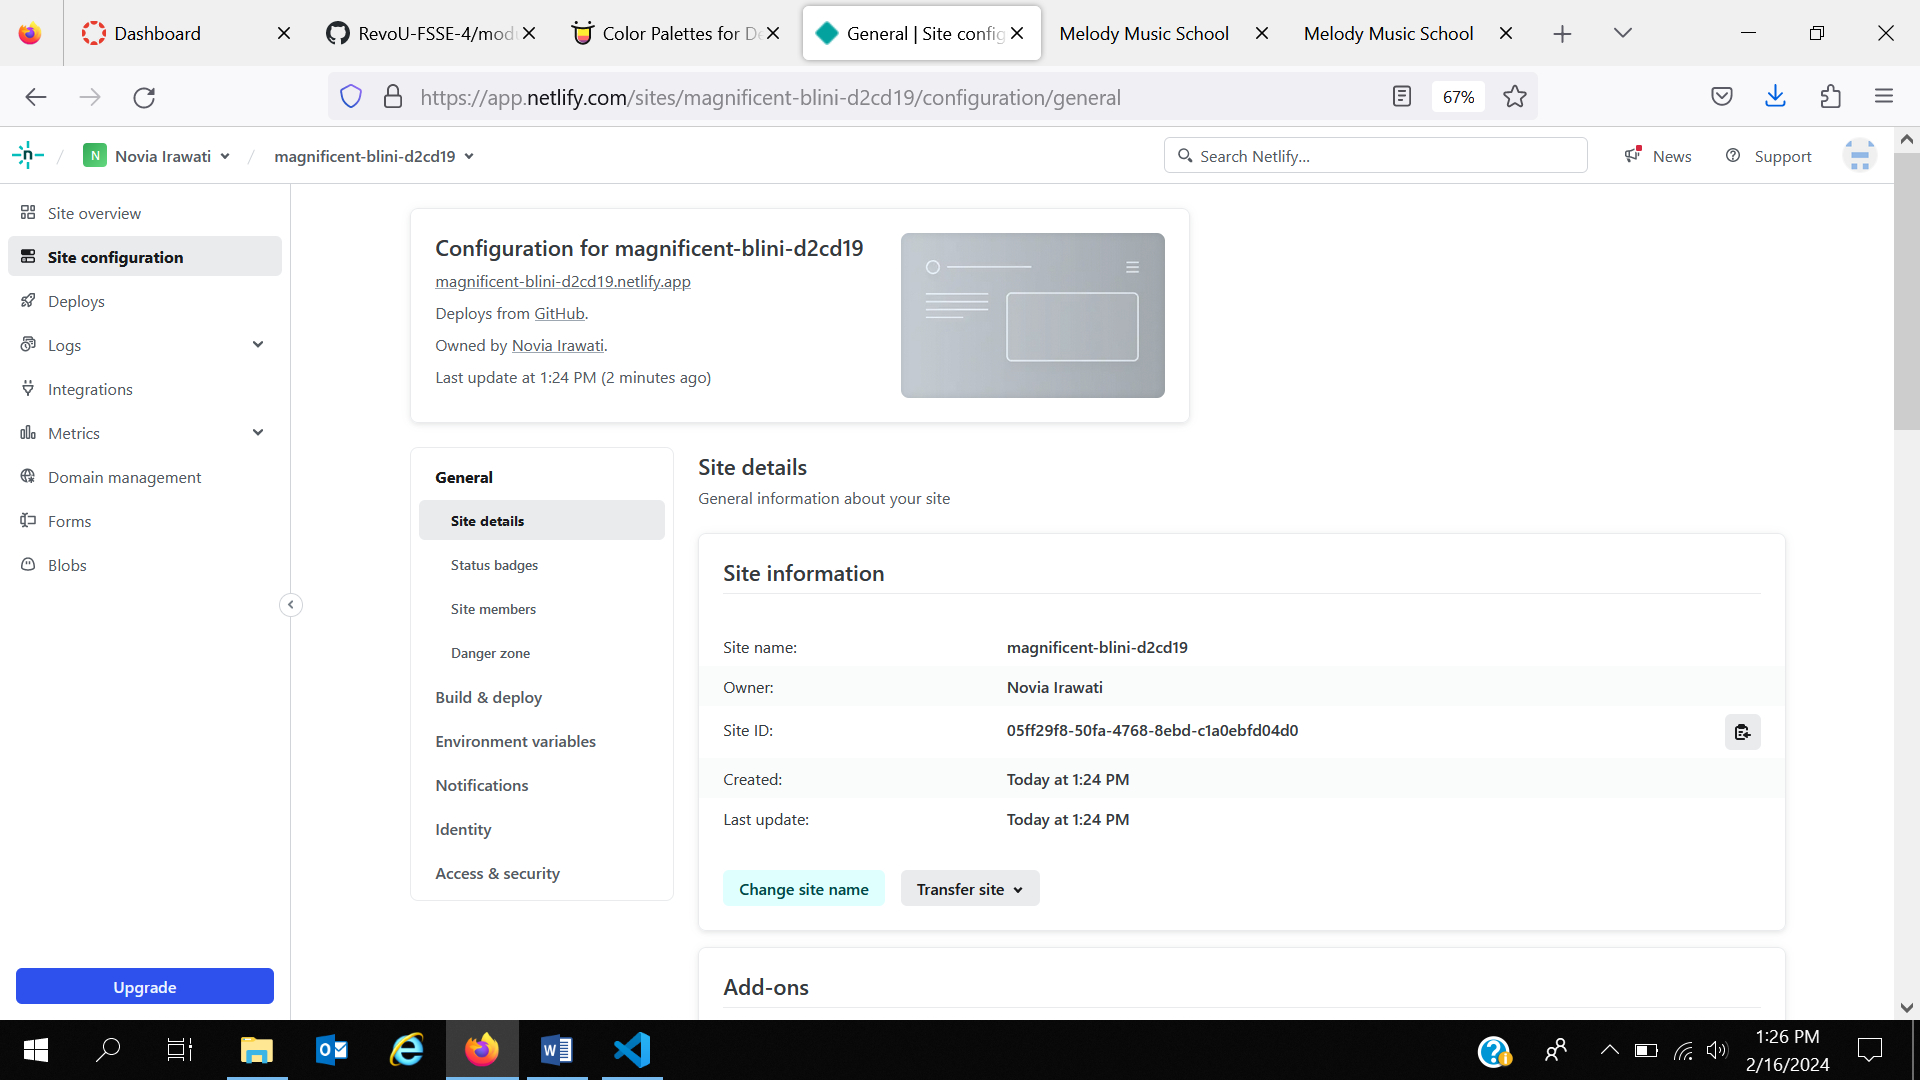 Dashboard
RevoU-FSSE-4/mod
Color Palettes for De
General | Site config
Melody Music School
Melody Music School
https://app.netlify.com/sites/magnificent-blini-d2cd19/configuration/general
67%
n
N
Novia Irawati
magnificent-blini-d2cd19
Search Netlify...
News
Support
Site overview
Site configuration
Deploys
Logs
Integrations
Metrics
Domain management
Forms
Blobs
Upgrade
Configuration for magnificent-blini-d2cd19
magnificent-blini-d2cd19.netlify.app
Deploys from GitHub.
Owned by Novia Irawati.
Last update at 1:24 PM (2 minutes ago)
General
Site details
Status badges
Site members
Danger zone
Build & deploy
Environment variables
Notifications
Identity
Access & security
Site details
General information about your site
Site information
Site name: magnificent-blini-d2cd19
Owner: Novia Irawati
Site ID: 05ff29f8-50fa-4768-8ebd-c1a0ebfd04d0
Created: Today at 1:24 PM
Last update: Today at 1:24 PM
Change site name
Transfer site
Add-ons
1:26 PM
2/16/2024